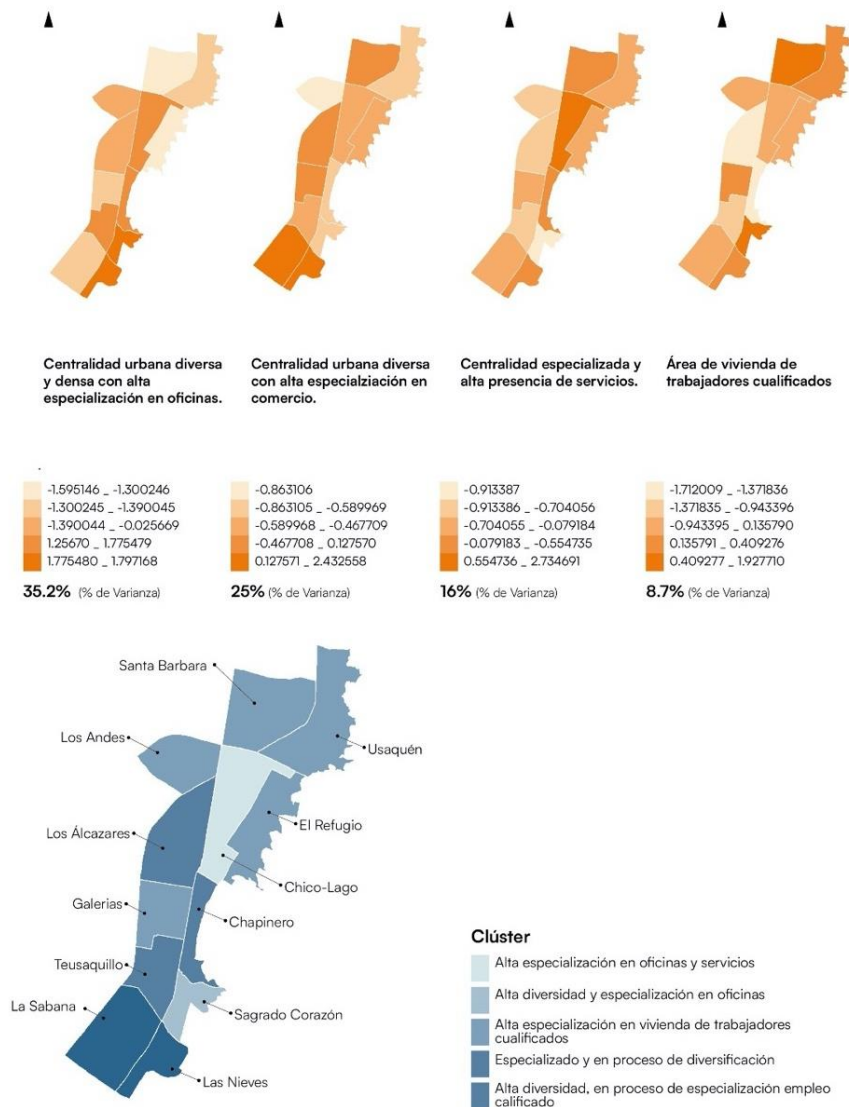 Centralidad urbana diversa
y densa con alta
especialización en oficinas.
Centralidad urbana diversa
con alta especialziación en
comercio.
Centralidad especializada y
alta presencia de servicios.
Área de vivienda de
trabajadores cualificados
-1.595146 _ -1.300246
-1.300245 _ -1.390045
-1.390044 _ -0.025669
1.25670 _ 1.775479
1.775480 _ 1.797168
35.2% (% de Varianza)
-0.863106
-0.863105 _ -0.589969
-0.589968 _ -0.467709
-0.467708 _ 0.127570
0.127571 _ 2.432558
25% (% de Varianza)
-0.913387
-0.913386 _ -0.704056
-0.704055 _ -0.079184
-0.079183 _ -0.554735
0.554736 _ 2.734691
16% (% de Varianza)
-1.712009 _ -1.371836
-1.371835 _ -0.943396
-0.943395 _ 0.135790
0.135791 _ 0.409276
0.409277 _ 1.927710
8.7% (% de Varianza)
Santa Barbara
Los Andes
Usaquén
El Refugio
Los Álcazares
Chico-Lago
Galerias
Chapinero
Teusaquillo
La Sabana
Sagrado Corazón
Las Nieves
Clúster
Alta especialización en oficinas y servicios
Alta diversidad y especialización en oficinas
Alta especialización en vivienda de trabajadores
cualificados
Especializado y en proceso de diversificación
Alta diversidad, en proceso de especialización empleo
calificado